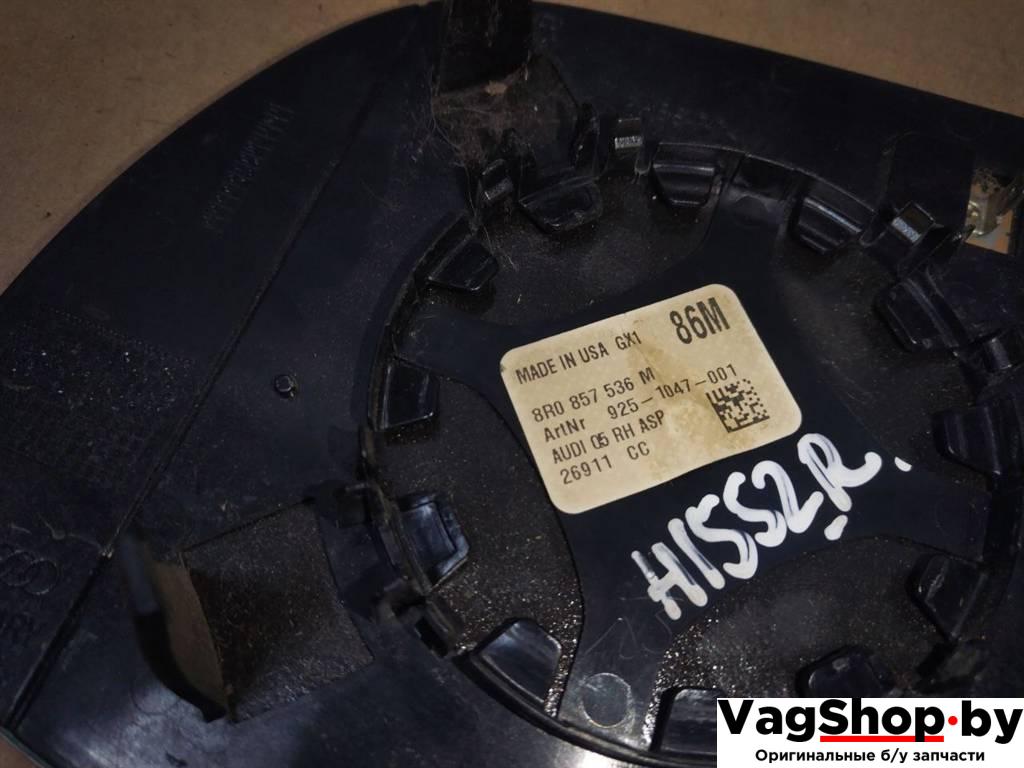 MADE IN USA GX1 86M
8R0 857 536 M
ArtNr 925-1047-001
AUDI 05 RH ASP
26911 CC
H1552R.
VagShop.by
Оригинальные б/у запчасти